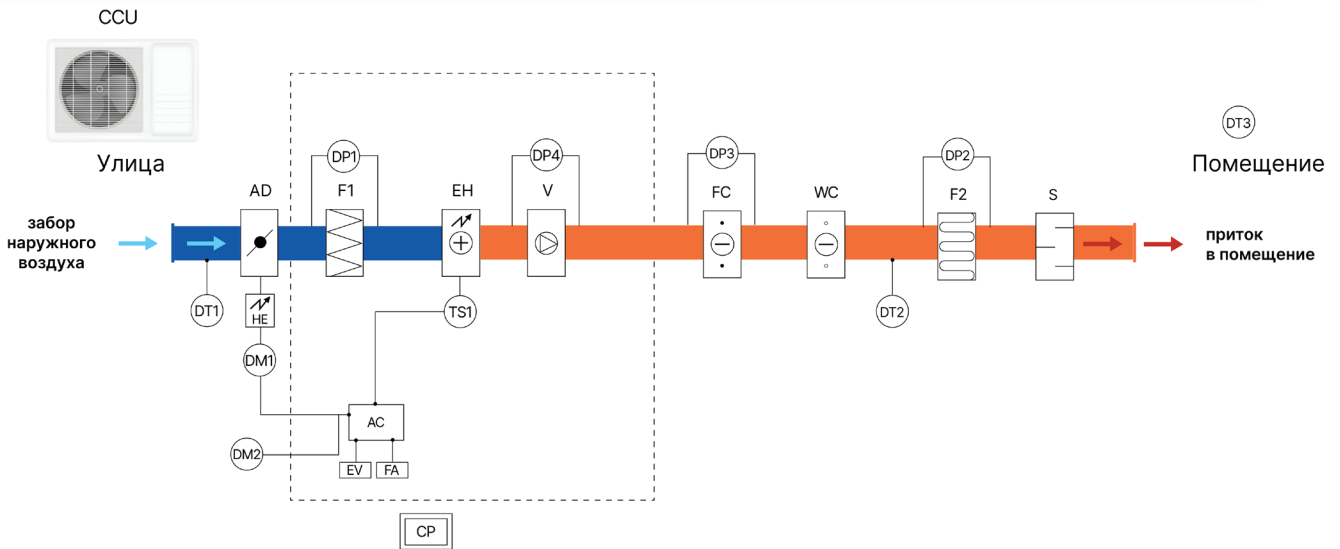 CCU
Улица
DT3
Помещение
DP1
DP4
DP3
DP2
AD
F1
EH
V
FC
WC
F2
S
забор
наружного
воздуха
приток
в помещение
DT1
HE
TS1
DT2
DM1
AC
DM2
EV
FA
CP